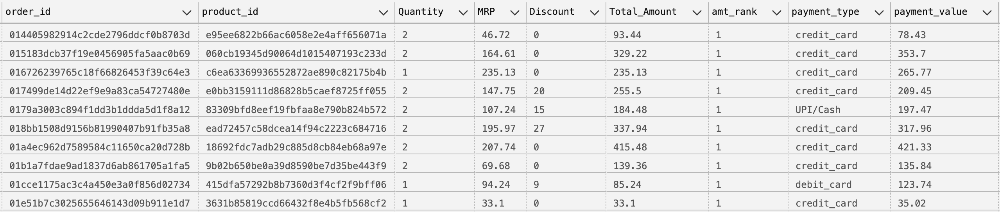 order_id product_id Quantity MRP Discount Total_Amount amt_rank payment_type payment_value
014405982914c2cde2796ddcf0b8703d e95ee6822b66ac6058e2e4aff656071a 2 46.72 0 93.44 1 credit_card 78.43
015183dcb37f19e0456905fa5aac0b69 060cb19345d90064d1015407193c233d 2 164.61 0 329.22 1 credit_card 353.7
016726239765c18f66826453f39c64e3 c6ea63369936552872ae890c82175b4b 1 235.13 0 235.13 1 credit_card 265.77
017499de14d22ef9e9a83ca54727480e e0bb3159111d86828b5caef8725ff055 2 147.75 20 255.5 1 credit_card 209.45
0179a3003c894f1dd3b1ddda5d1f8a12 83309bfd8eef19fbfaa8e790b824b572 2 107.24 15 184.48 1 UPI/Cash 197.47
018bb1508d9156b81990407b91fb35a8 ead72457c58dcea14f94c2223c684716 2 195.97 27 337.94 1 credit_card 317.96
01a4ec962d7589584c11650ca20d728b 18692fdc7adb29c885d8cb84eb68a97e 2 207.74 0 415.48 1 credit_card 421.33
01b1a7fdae9ad1837d6ab861705a1fa5 9b02b650be0a39d8590be7d35be443f9 2 69.68 0 139.36 1 credit_card 135.84
01cce1175ac3c4a450e3a0f856d02734 415dfa57292b8b7360d3f4cf2f9bff06 1 94.24 9 85.24 1 debit_card 123.74
01e51b7c3025655646143d09b911e1d7 3631b85819ccd66432f8e4b5fb568cf2 1 33.1 0 33.1 1 credit_card 35.02